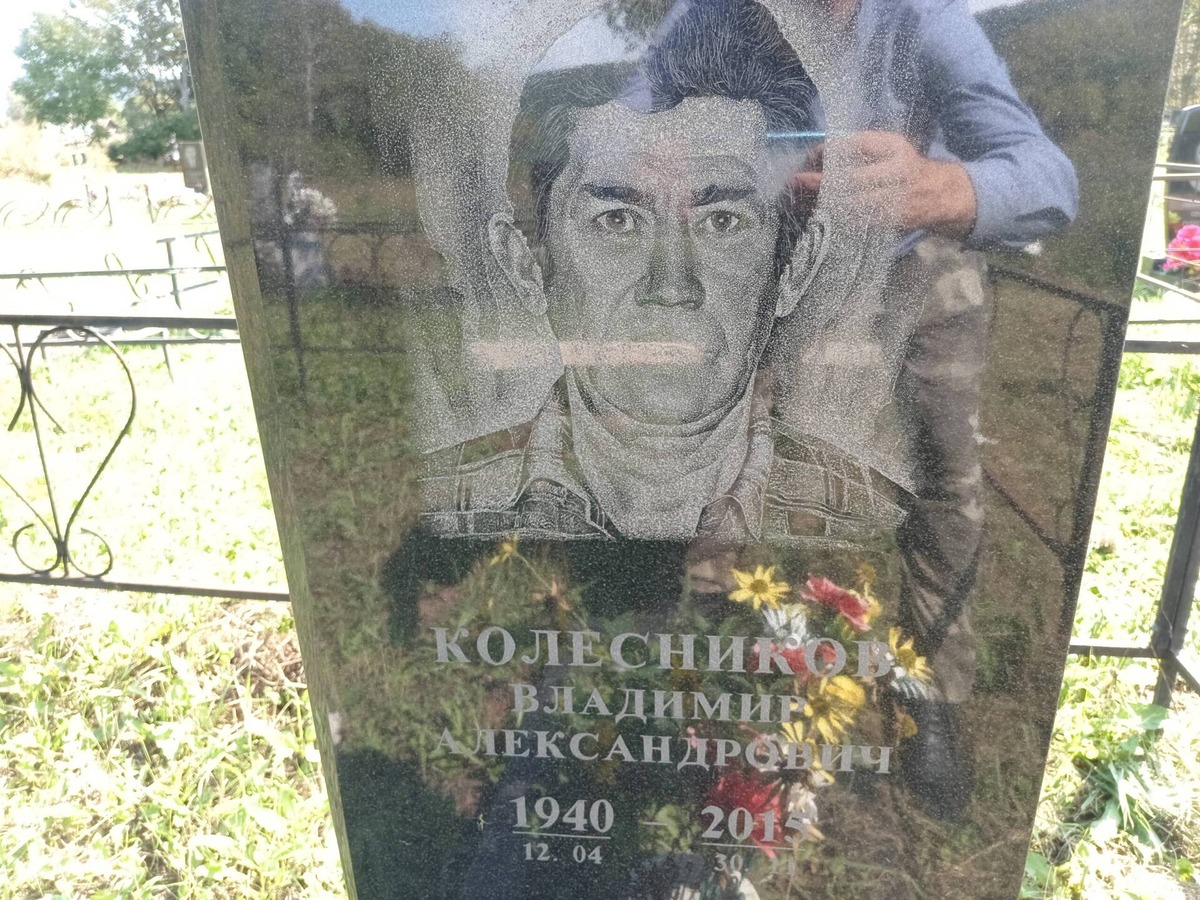 КОЛЕСНИКОВ
ВЛАДИМИР
АЛЕКСАНДРОВИЧ
1940 — 2015
12. 04 30